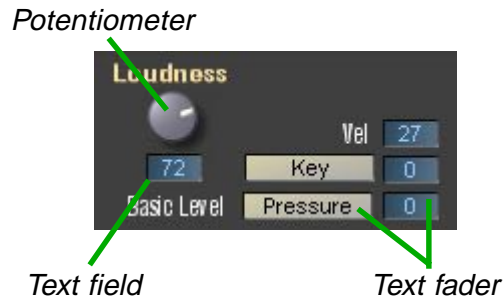 Potentiometer
Loudness
Vel 27
72 Key 0
Basic Level Pressure 0
Text field Text fader